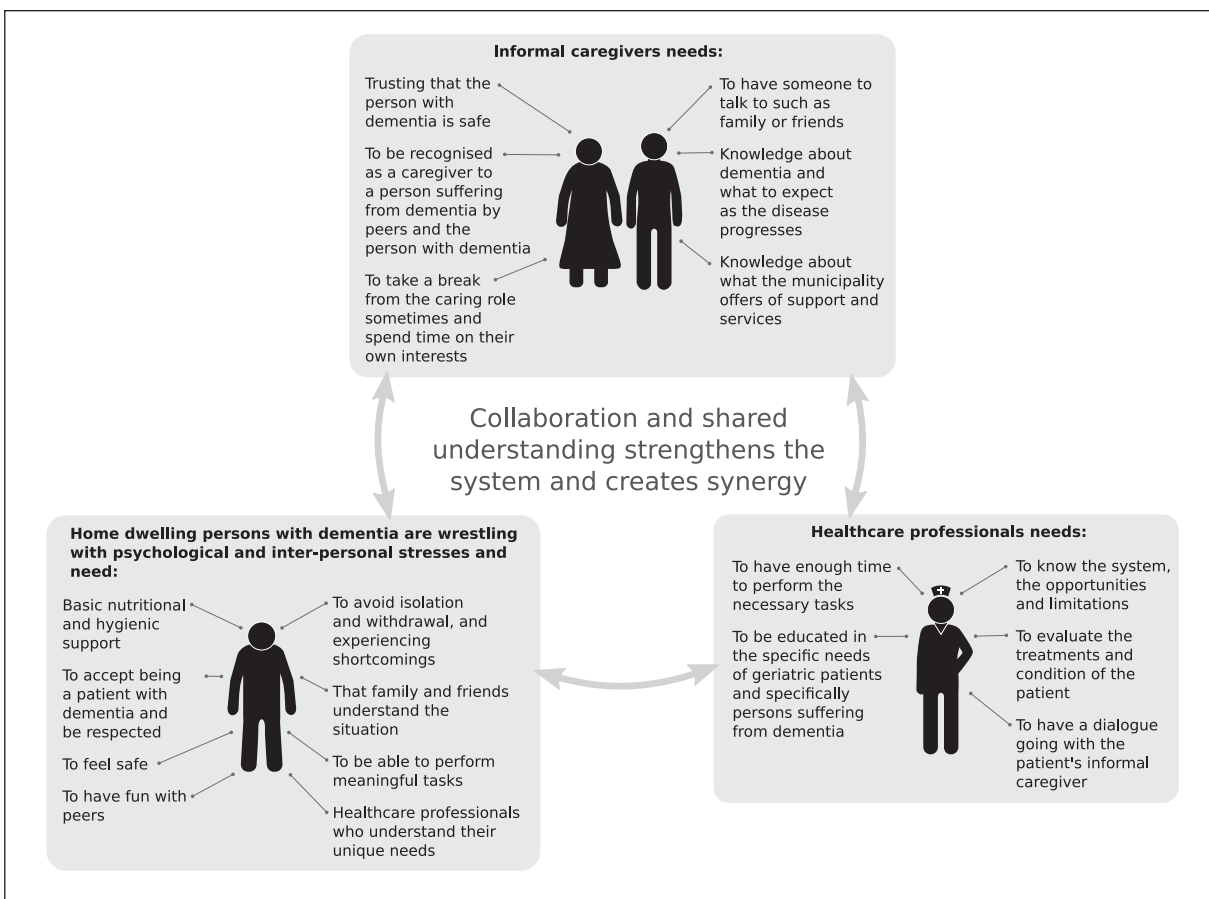 Informal caregivers needs:
Trusting that the
person with
dementia is safe
To be recognised
as a caregiver to
a person suffering
from dementia by
peers and the
person with dementia
To take a break
from the caring role
sometimes and
spend time on their
own interests
To have someone to
talk to such as
family or friends
Knowledge about
dementia and
what to expect
as the disease
progresses
Knowledge about
what the municipality
offers of support and
services
Collaboration and shared
understanding strengthens the
system and creates synergy
Home dwelling persons with dementia are wrestling
with psychological and inter-personal stresses and
need:
Basic nutritional
and hygienic
support
To accept being
a patient with
dementia and
be respected
To feel safe
To have fun with
peers
To avoid isolation
and withdrawal, and
experiencing
shortcomings
That family and friends
understand the
situation
To be able to perform
meaningful tasks
Healthcare professionals
who understand their
unique needs
Healthcare professionals needs:
To have enough time
to perform the
necessary tasks
To be educated in
the specific needs
of geriatric patients
and specifically
persons suffering
from dementia
To know the system,
the opportunities
and limitations
To evaluate the
treatments and
condition of the
patient
To have a dialogue
going with the
patient's informal
caregiver